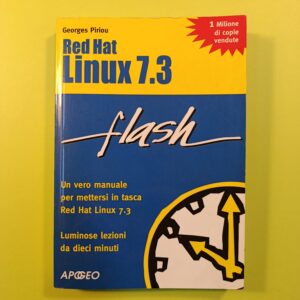 Georges Piriou
1 Milione
di copie
vendute
Red Hat
Linux 7.3
flash
Un vero manuale
per mettersi in tasca
Red Hat Linux 7.3
Luminose lezioni
da dieci minuti
APOGEO